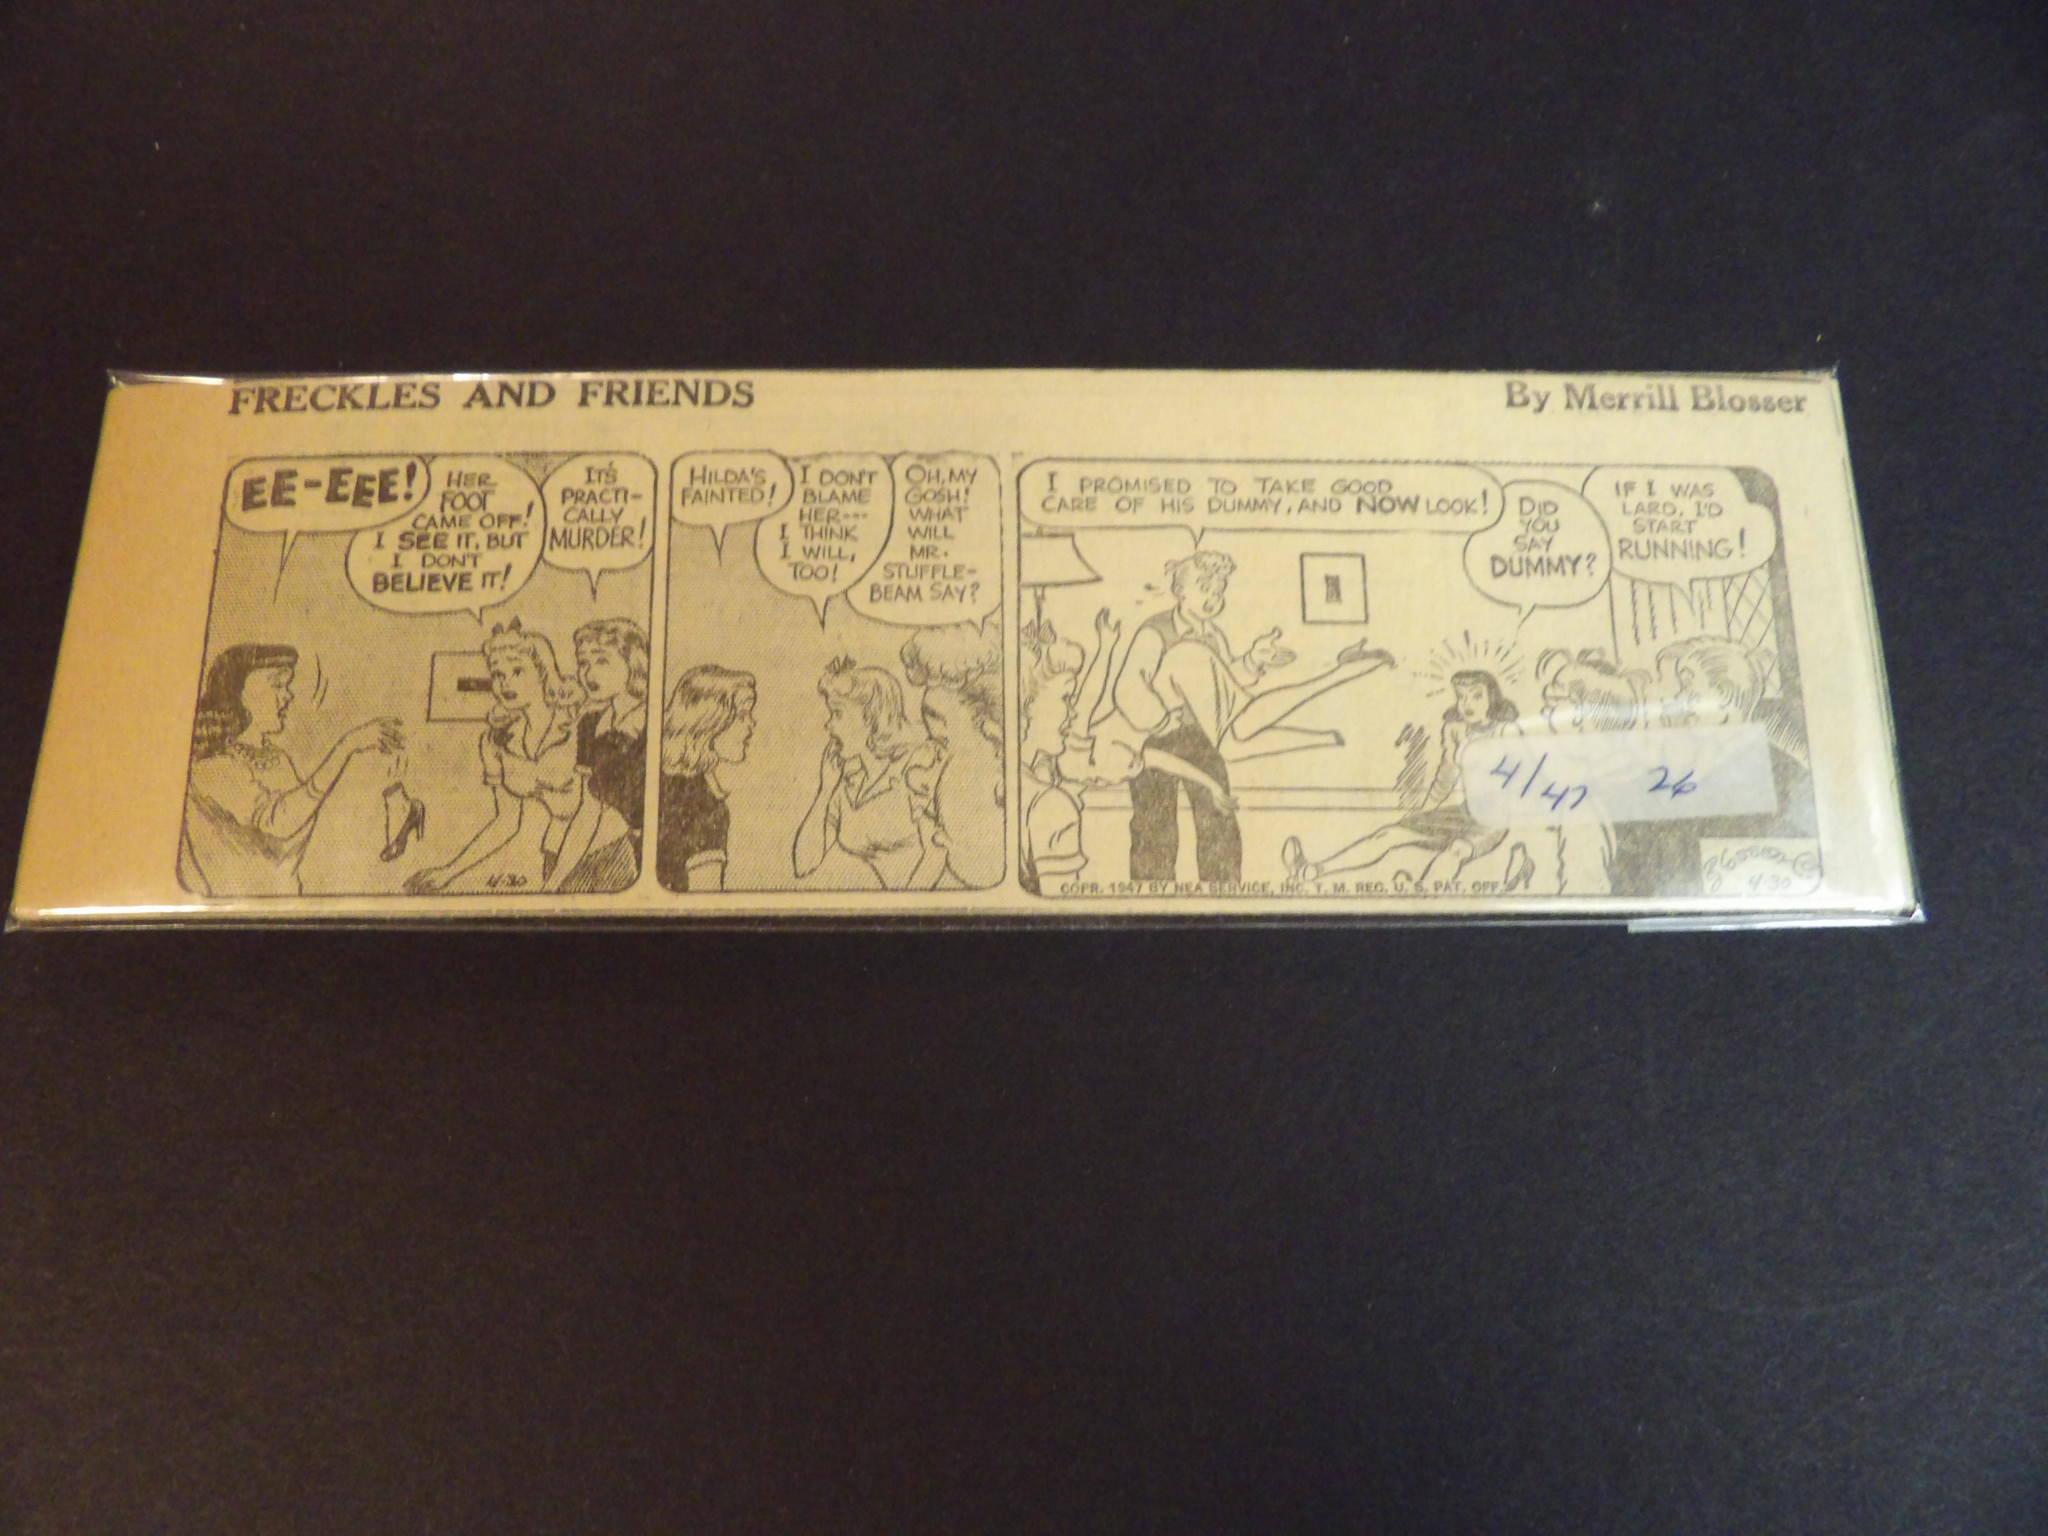 FRECKLES AND FRIENDS
By Merrill Blosser
EE-EEE!
HER
FOOT
CAME OFF!
I SEE IT, BUT
I DON'T
BELIEVE IT!
IT'S
PRACTI-
CALLY
MURDER!
4-30
HILDA'S
FAINTED!
I DON'T
BLAME
HER---
I THINK
I WILL,
TOO!
OH, MY
GOSH!
WHAT
WILL
MR.
STUFFLE-
BEAM SAY?
I PROMISED TO TAKE GOOD
CARE OF HIS DUMMY, AND NOW LOOK!
DID
YOU
SAY
DUMMY?
IF I WAS
LARD, I'D
START
RUNNING!
4/47 26
COPR. 1947 BY NEA SERVICE, INC. T. M. REG. U. S. PAT. OFF.
Blosser
4-30